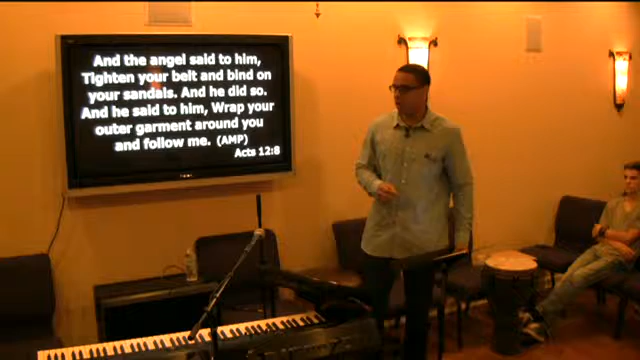 And the angel said to him,
Tighten your belt and bind on
your sandals. And he did so.
And he said to him, Wrap your
outer garment around you
and follow me. (AMP)
Acts 12:8